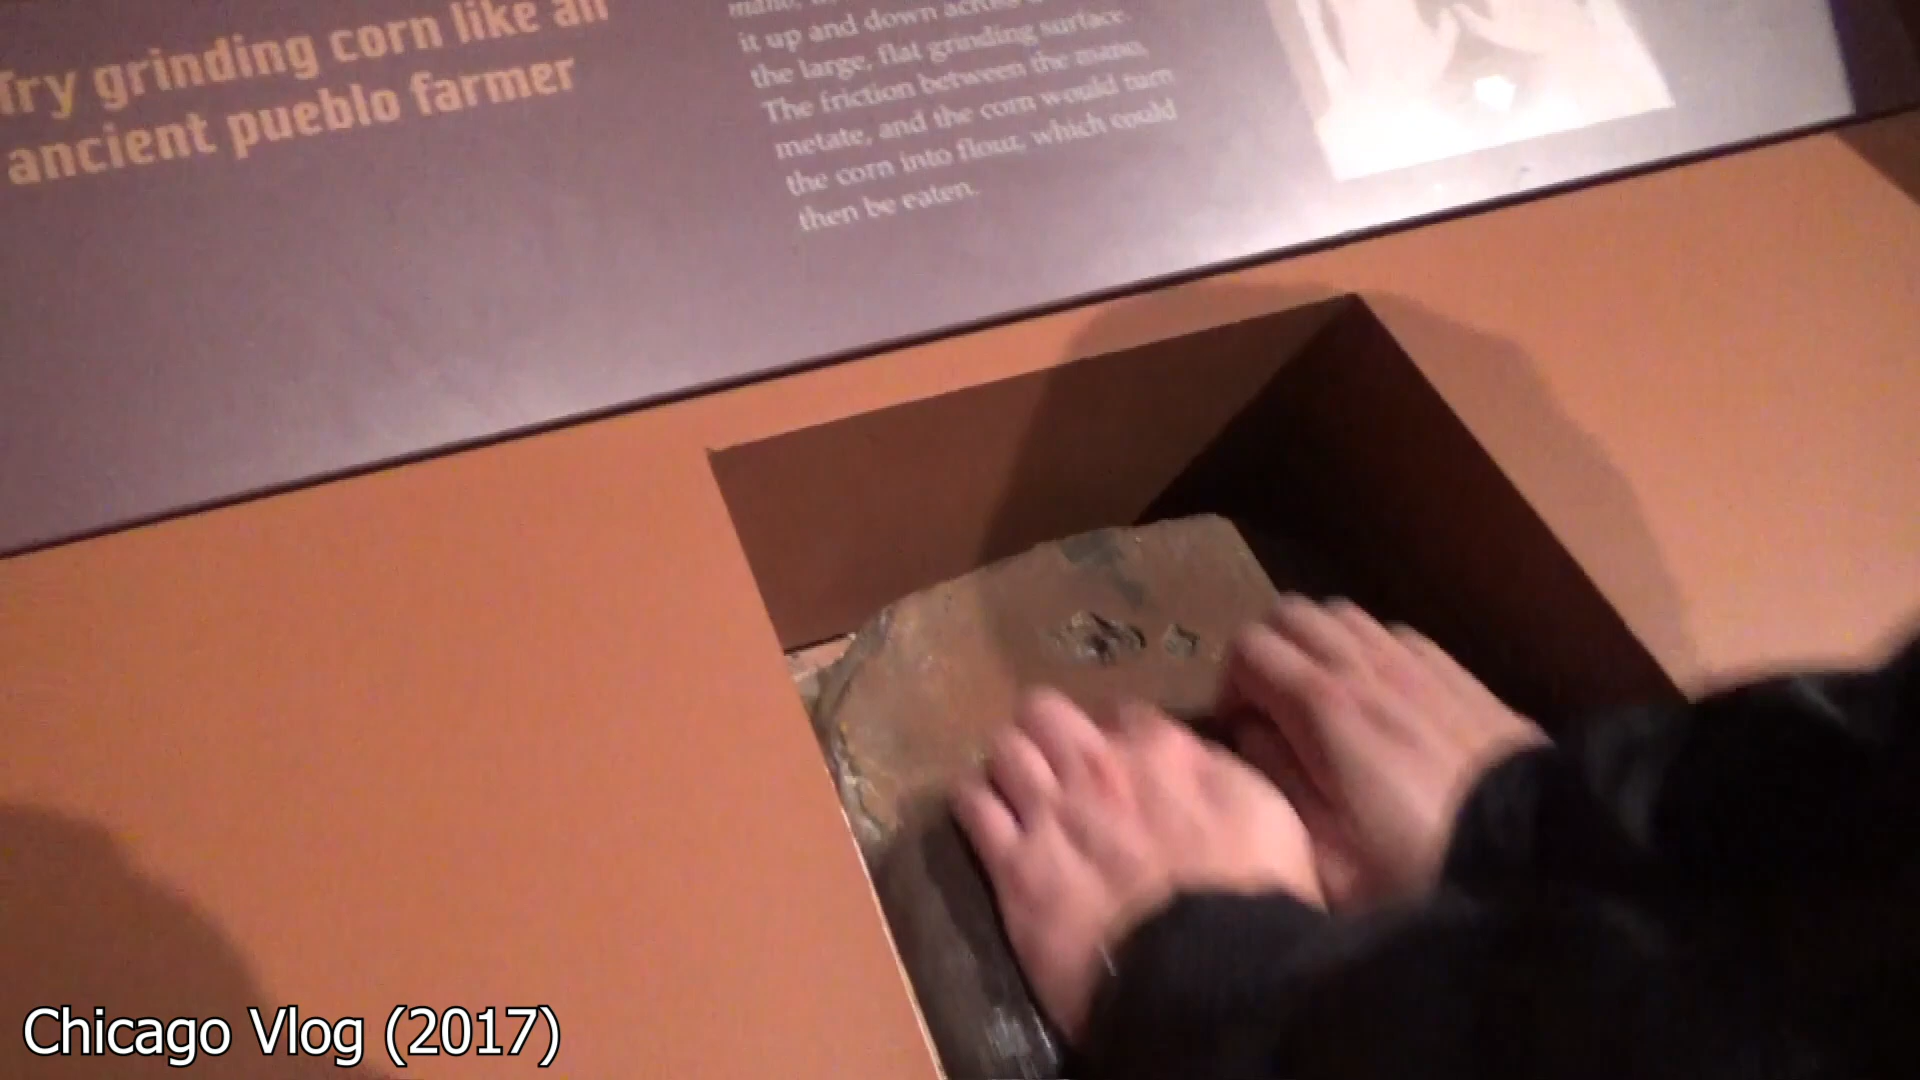 Try grinding corn like an
ancient pueblo farmer
mano,
it up and down across
the large, flat grinding surface.
The friction between the mano,
metate, and the corn would turn
the corn into flour, which could
then be eaten.
Chicago Vlog (2017)